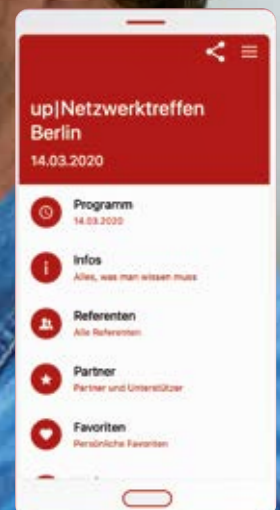 up|Netzwerktreffen
Berlin
14.03.2020
Programm
14.03.2020
Infos
Alles, was man wissen muss
Referenten
Alle Referenten
Partner
Partner und Unterstützer
Favoriten
Persönliche Favoriten